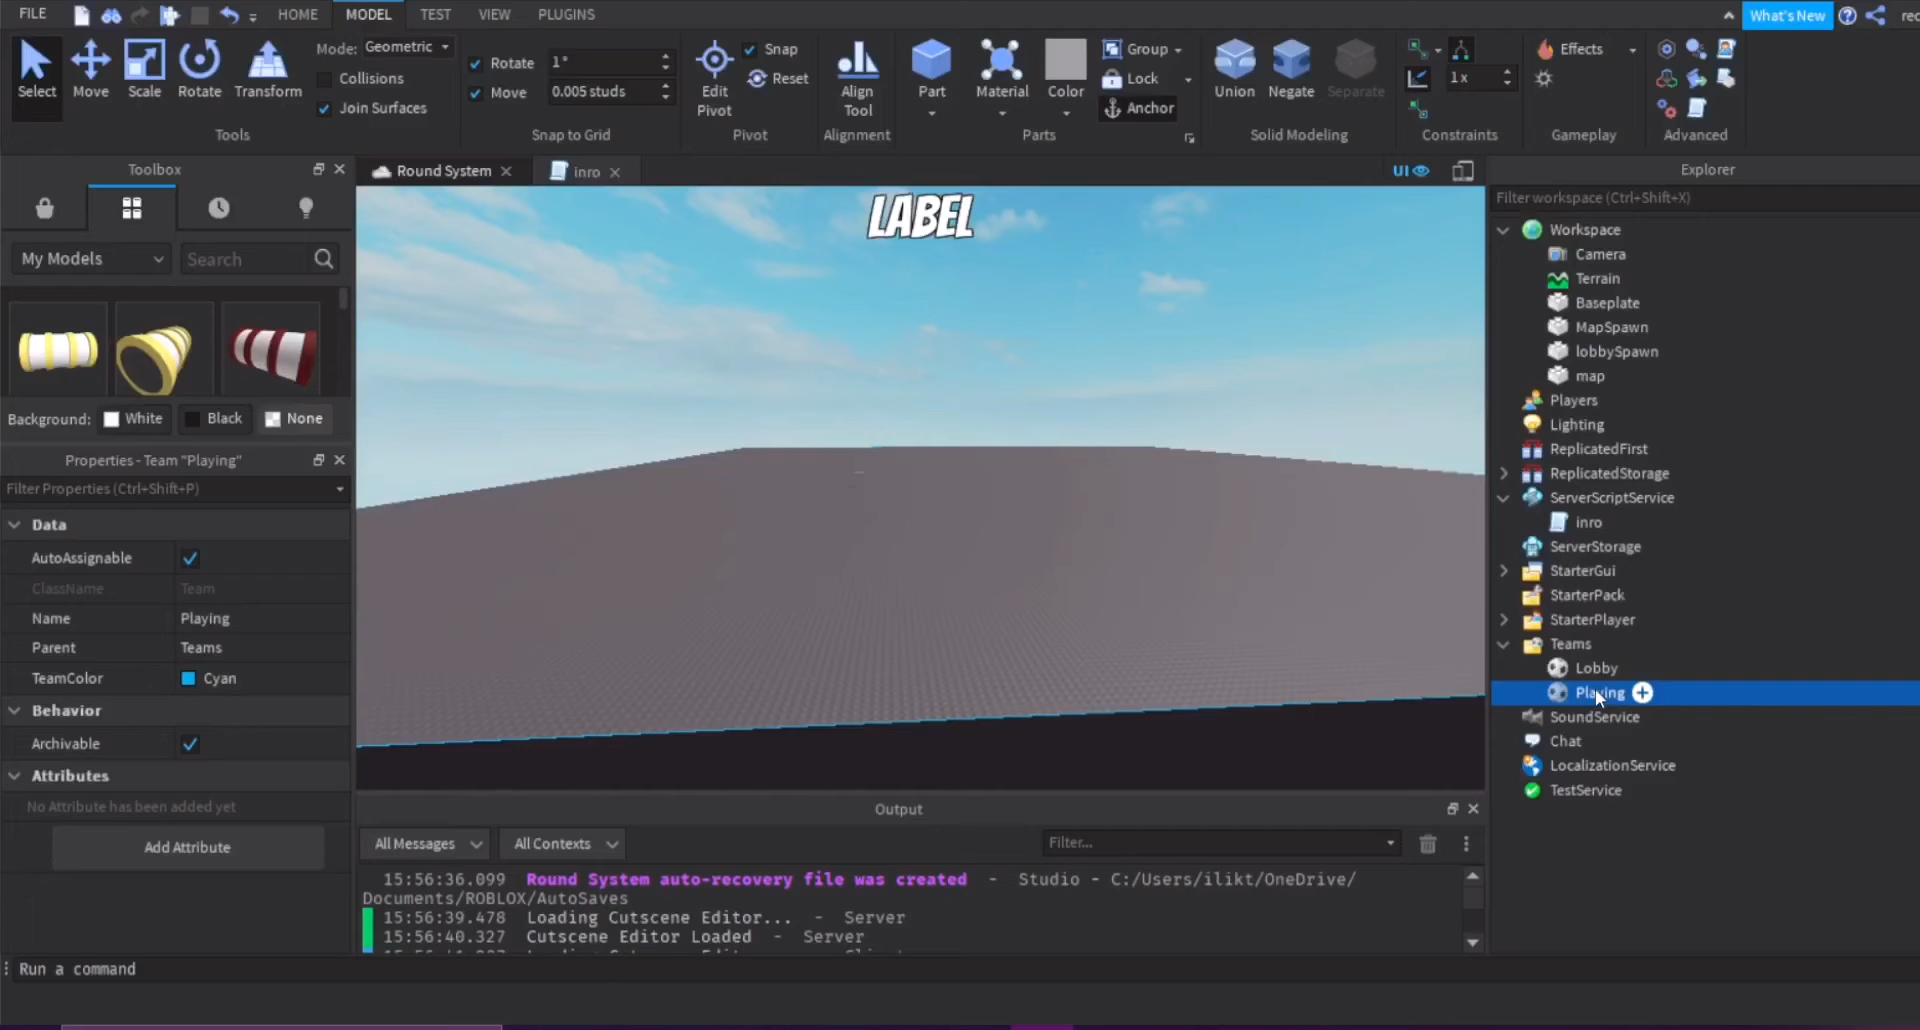 FILE
HOME
MODEL
TEST
VIEW
PLUGINS
What's New
Select
Move
Scale
Rotate
Transform
Mode: Geometric
Collisions
Join Surfaces
Tools
Rotate 1°
Move 0.005 studs
Snap to Grid
Edit Pivot
Snap
Reset
Pivot
Align Tool
Alignment
Part
Material
Color
Group
Lock
Anchor
Parts
Union
Negate
Separate
Solid Modeling
1 x
Constraints
Effects
Gameplay
Advanced
Toolbox
My Models
Search
Background: White Black None
Properties - Team "Playing"
Filter Properties (Ctrl+Shift+P)
Data
AutoAssignable
ClassName Team
Name Playing
Parent Teams
TeamColor Cyan
Behavior
Archivable
Attributes
No Attribute has been added yet
Add Attribute
Round System
inro
UI
LABEL
Output
All Messages
All Contexts
Filter...
15:56:36.099 Round System auto-recovery file was created - Studio - C:/Users/ilikt/OneDrive/
Documents/ROBLOX/AutoSaves
15:56:39.478 Loading Cutscene Editor... - Server
15:56:40.327 Cutscene Editor Loaded - Server
Run a command
Explorer
Filter workspace (Ctrl+Shift+X)
Workspace
Camera
Terrain
Baseplate
MapSpawn
lobbySpawn
map
Players
Lighting
ReplicatedFirst
ReplicatedStorage
ServerScriptService
inro
ServerStorage
StarterGui
StarterPack
StarterPlayer
Teams
Lobby
Playing
SoundService
Chat
LocalizationService
TestService